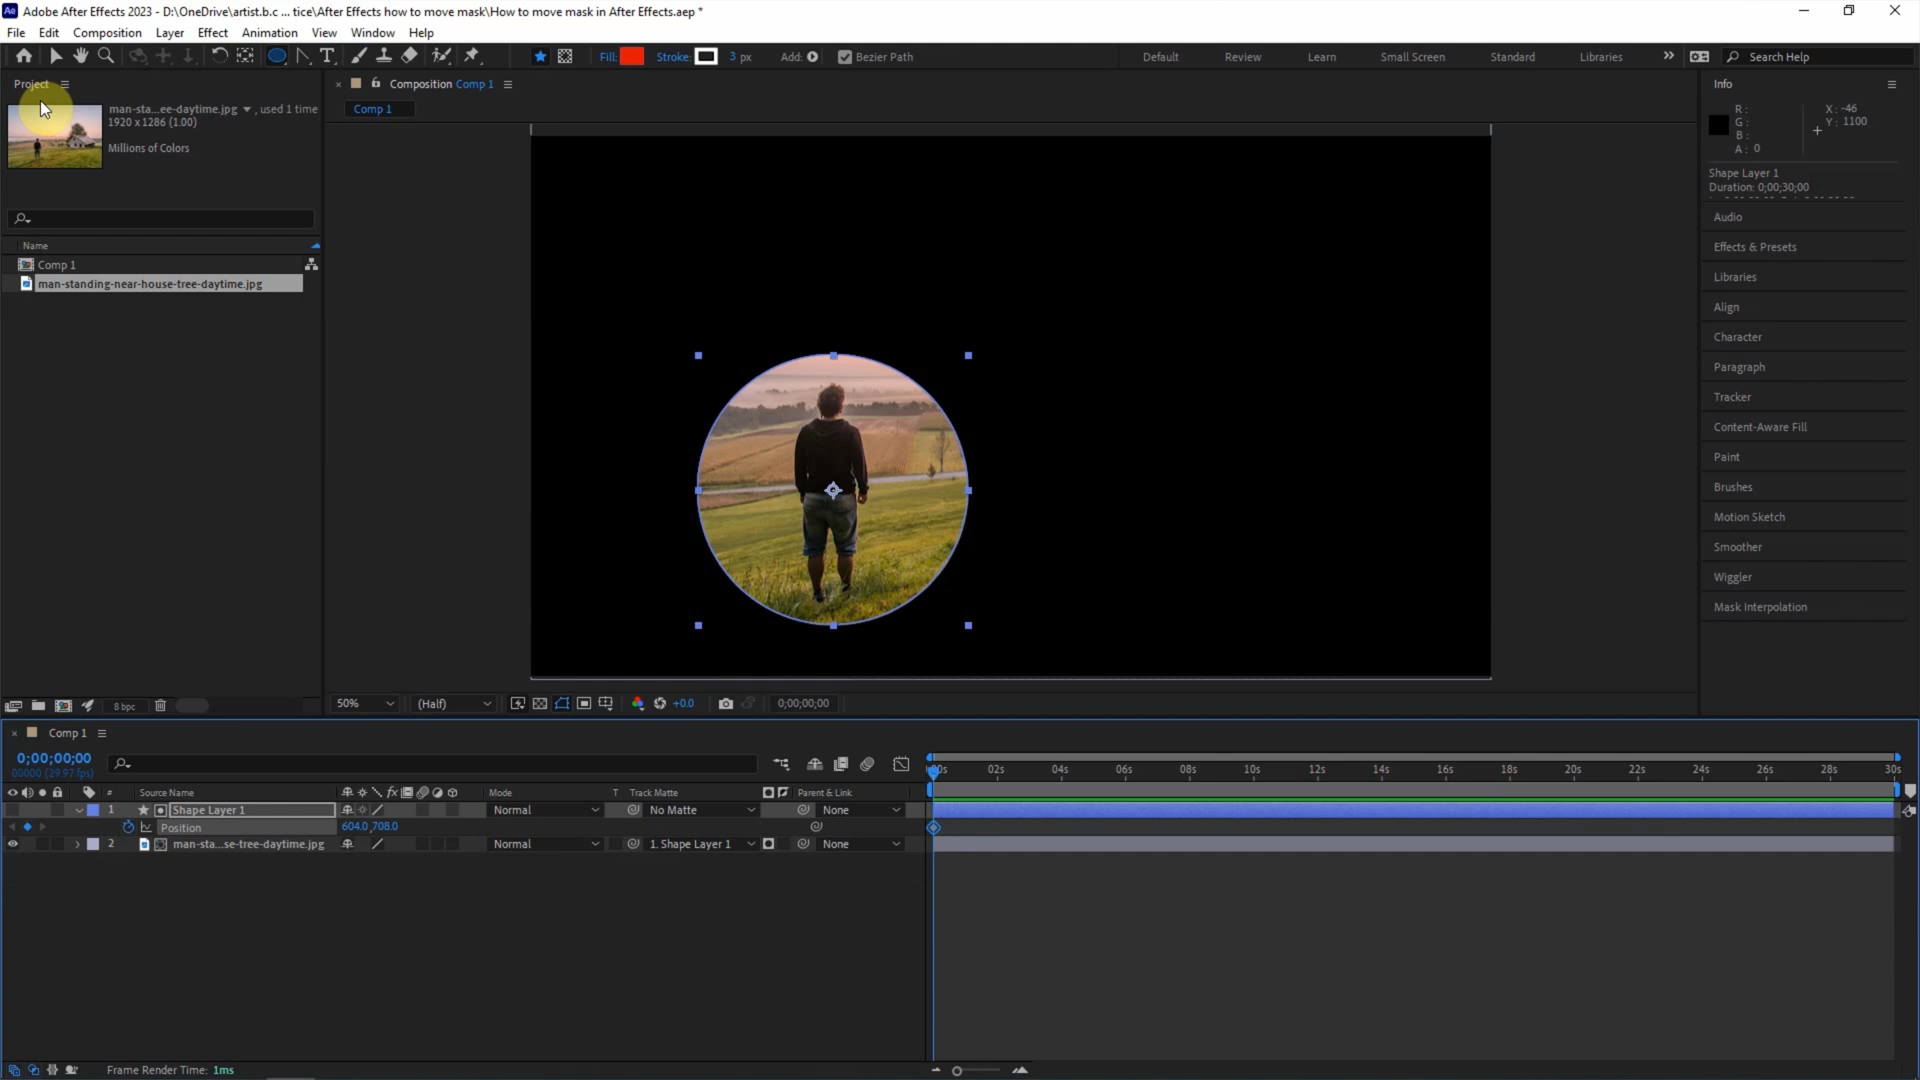 Ae Adobe After Effects 2023 - D:\OneDrive\artist.b.c ... tice\After Effects how to move mask\How to move mask in After Effects.aep *
File Edit Composition Layer Effect Animation View Window Help
Fill: Stroke: 3 px Add: Bezier Path Default Review Learn Small Screen Standard Libraries >> Search Help
Project
man-sta...ee-daytime.jpg , used 1 time
1920 x 1286 (1.00)
Millions of Colors
Name
Comp 1
man-standing-near-house-tree-daytime.jpg
8 bpc
× Composition Comp 1
Comp 1
50% (Half) +0.0 0;00;00;00
Info
R: X: -46
G: Y: 1100
B:
A: 0
Shape Layer 1
Duration: 0;00;30;00
Audio
Effects & Presets
Libraries
Align
Character
Paragraph
Tracker
Content-Aware Fill
Paint
Brushes
Motion Sketch
Smoother
Wiggler
Mask Interpolation
× Comp 1
0;00;00;00
00000 (29.97 fps)
02s 04s 06s 08s 10s 12s 14s 16s 18s 20s 22s 24s 26s 28s 30s
# Source Name fx Mode T Track Matte Parent & Link
1 Shape Layer 1 Normal No Matte None
Position 604.0,708.0
2 man-sta...se-tree-daytime.jpg Normal 1. Shape Layer 1 None
Frame Render Time: 1ms